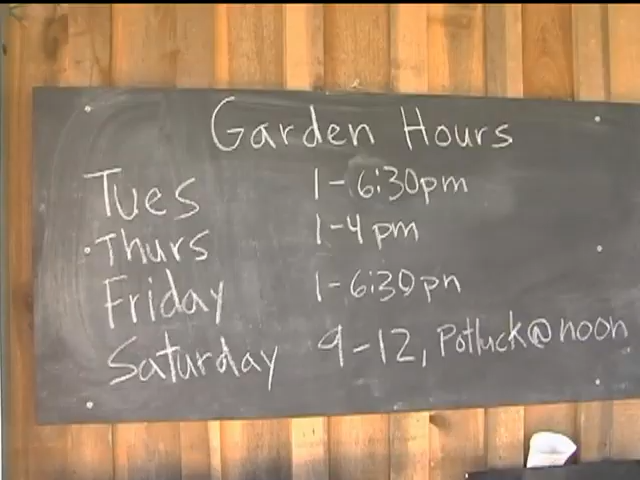 Garden Hours
Tues 1-6:30pm
Thurs 1-4pm
Friday 1-6:30pn
Saturday 9-12, Potluck@noon